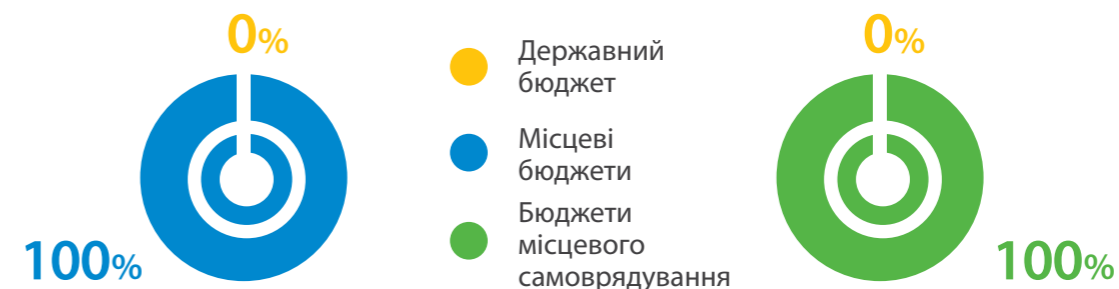 0%
100%
Державний
бюджет
Місцеві
бюджети
Бюджети
місцевого
самоврядування
0%
100%